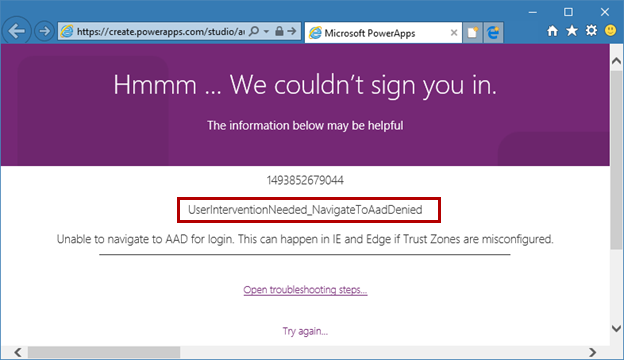 https://create.powerapps.com/studio/au
Microsoft PowerApps
Hmmm ... We couldn't sign you in.
The information below may be helpful
1493852679044
UserInterventionNeeded_NavigateToAadDenied
Unable to navigate to AAD for login. This can happen in IE and Edge if Trust Zones are misconfigured.
Open troubleshooting steps...
Try again...